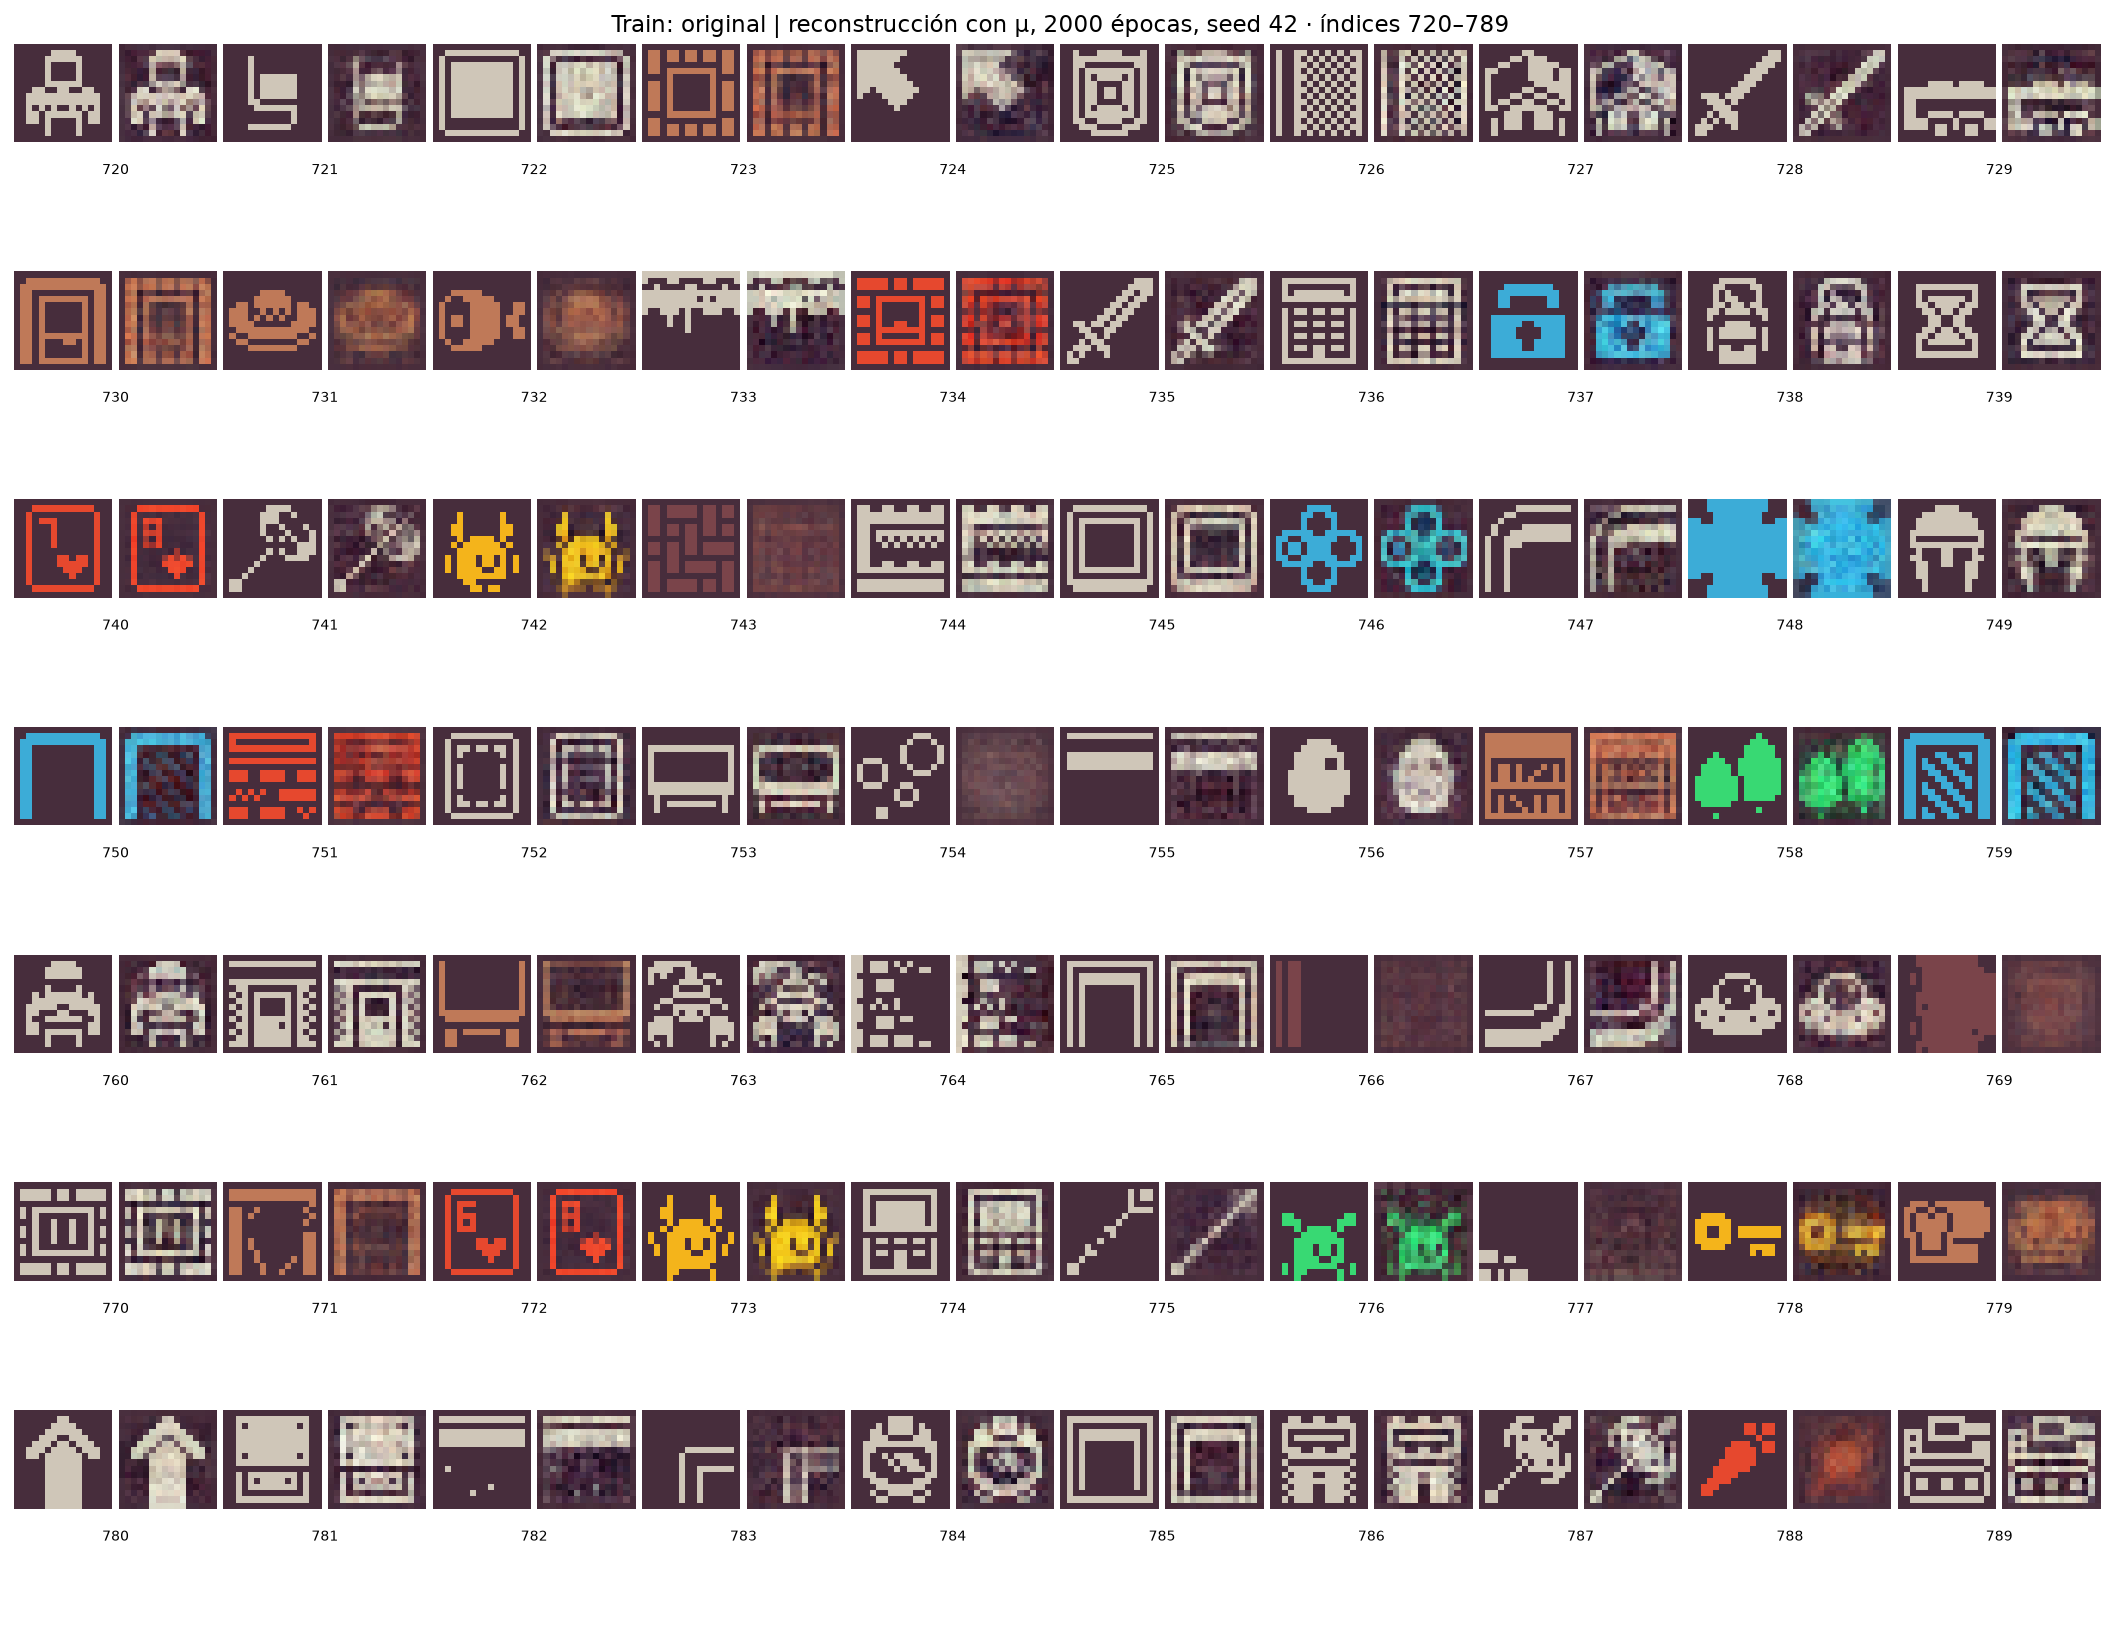 Train: original | reconstrucción con μ, 2000 épocas, seed 42 · índices 720–789
720 721 722 723 724 725 726 727 728 729
730 731 732 733 734 735 736 737 738 739
740 741 742 743 744 745 746 747 748 749
750 751 752 753 754 755 756 757 758 759
760 761 762 763 764 765 766 767 768 769
770 771 772 773 774 775 776 777 778 779
780 781 782 783 784 785 786 787 788 789